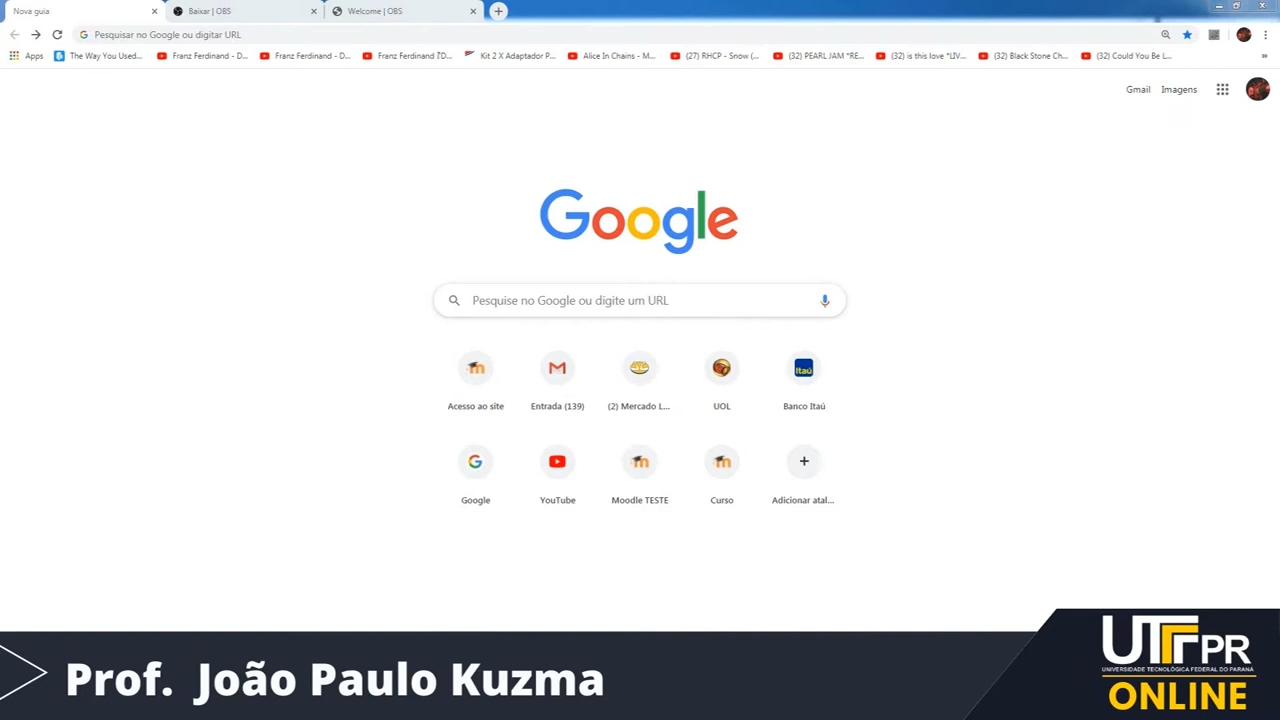 Nova guia
Baixar | OBS
Welcome | OBS
Pesquisar no Google ou digitar URL
Apps
The Way You Used...
Franz Ferdinand - D...
Franz Ferdinand - D...
Franz Ferdinand "D...
Kit 2 X Adaptador P...
Alice In Chains - M...
(27) RHCP - Snow (...
(32) PEARL JAM *RE...
(32) is this love *LIV...
(32) Black Stone Ch...
(32) Could You Be L...
Gmail
Imagens
Google
Pesquise no Google ou digite um URL
Itaú
Acesso ao site
Entrada (139)
(2) Mercado L...
UOL
Banco Itaú
Google
YouTube
Moodle TESTE
Curso
Adicionar atal...
Prof. João Paulo Kuzma
UTFPR
UNIVERSIDADE TECNOLÓGICA FEDERAL DO PARANÁ
ONLINE